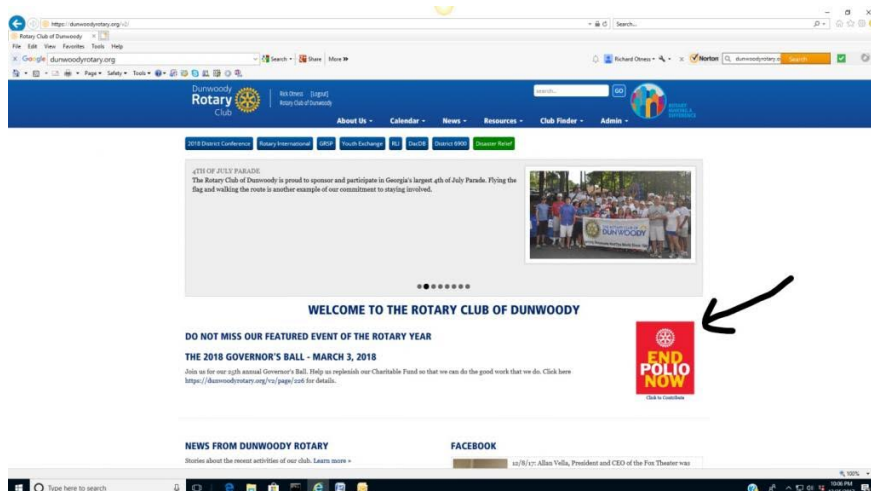 https://dunwoodyrotary.org/v2/
Search...
Rotary Club of Dunwoody
File Edit View Favorites Tools Help
Google dunwoodyrotary.org Search Share More »
Richard Otness
Norton dunwoodyrotary Search
Page Safety Tools
Dunwoody
Rotary
Club
Rick Otness [Logout]
Rotary Club of Dunwoody
search... GO
ROTARY:
MAKING A
DIFFERENCE
About Us Calendar News Resources Club Finder Admin
2018 District Conference Rotary International GRSP Youth Exchange RLI DacDB District 6900 Disaster Relief
4TH OF JULY PARADE
The Rotary Club of Dunwoody is proud to sponsor and participate in Georgia's largest 4th of July Parade. Flying the
flag and walking the route is another example of our commitment to staying involved.
DUNWOODY
WELCOME TO THE ROTARY CLUB OF DUNWOODY
DO NOT MISS OUR FEATURED EVENT OF THE ROTARY YEAR
THE 2018 GOVERNOR'S BALL - MARCH 3, 2018
Join us for our 25th annual Governor's Ball. Help us replenish our Charitable Fund so that we can do the good work that we do. Click here
https://dunwoodyrotary.org/v2/page/226 for details.
END
POLIO
NOW
Click to Contribute
NEWS FROM DUNWOODY ROTARY
Stories about the recent activities of our club. Learn more »
FACEBOOK
12/8/17: Allan Vella, President and CEO of the Fox Theater was
100%
Type here to search
10:06 PM